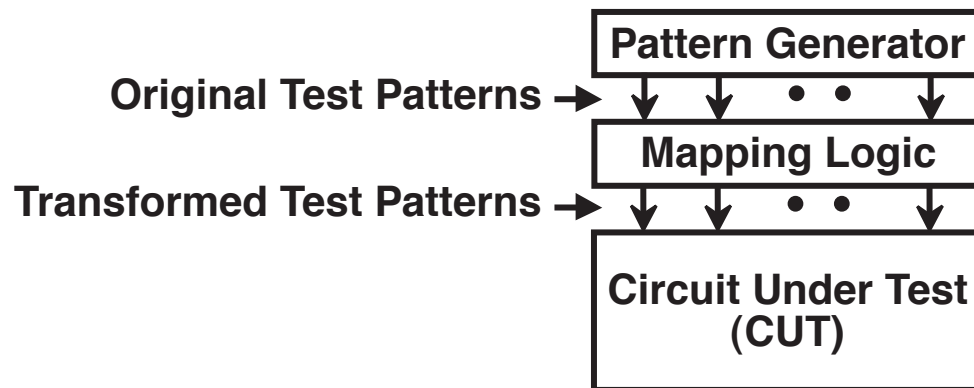 Pattern Generator
Original Test Patterns
Mapping Logic
Transformed Test Patterns
Circuit Under Test
(CUT)